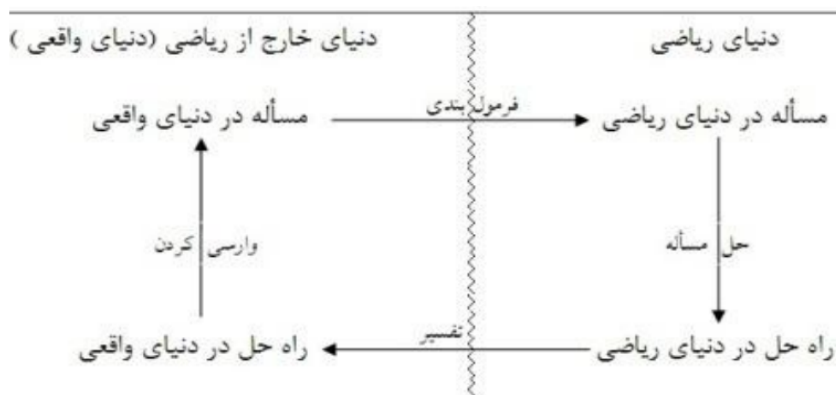 دنیای ریاضی
دنیای خارج از ریاضی (دنیای واقعی )
مسأله در دنیای ریاضی
فرمول بندی
مسأله در دنیای واقعی
حل مسأله
وارسی کردن
راه حل در دنیای ریاضی
تفسیر
راه حل در دنیای واقعی